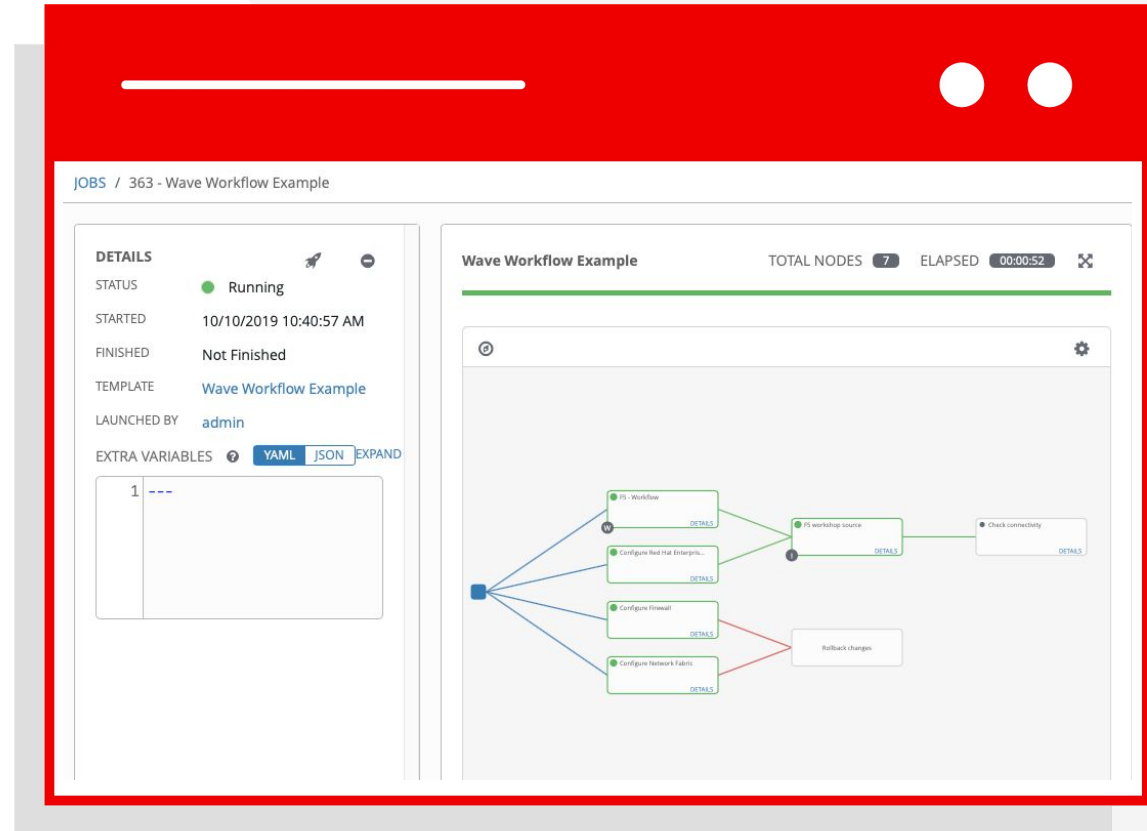 JOBS / 363 - Wave Workflow Example
DETAILS
STATUS Running
STARTED 10/10/2019 10:40:57 AM
FINISHED Not Finished
TEMPLATE Wave Workflow Example
LAUNCHED BY admin
EXTRA VARIABLES ? YAML JSON EXPAND
1 ---
Wave Workflow Example TOTAL NODES 7 ELAPSED 00:00:52
F5 - Workflow
W DETAILS
Configure Red Hat Enterpris...
DETAILS
Configure Firewall
DETAILS
Configure Network Fabric
DETAILS
F5 workshop source
I DETAILS
Rollback changes
Check connectivity
DETAILS